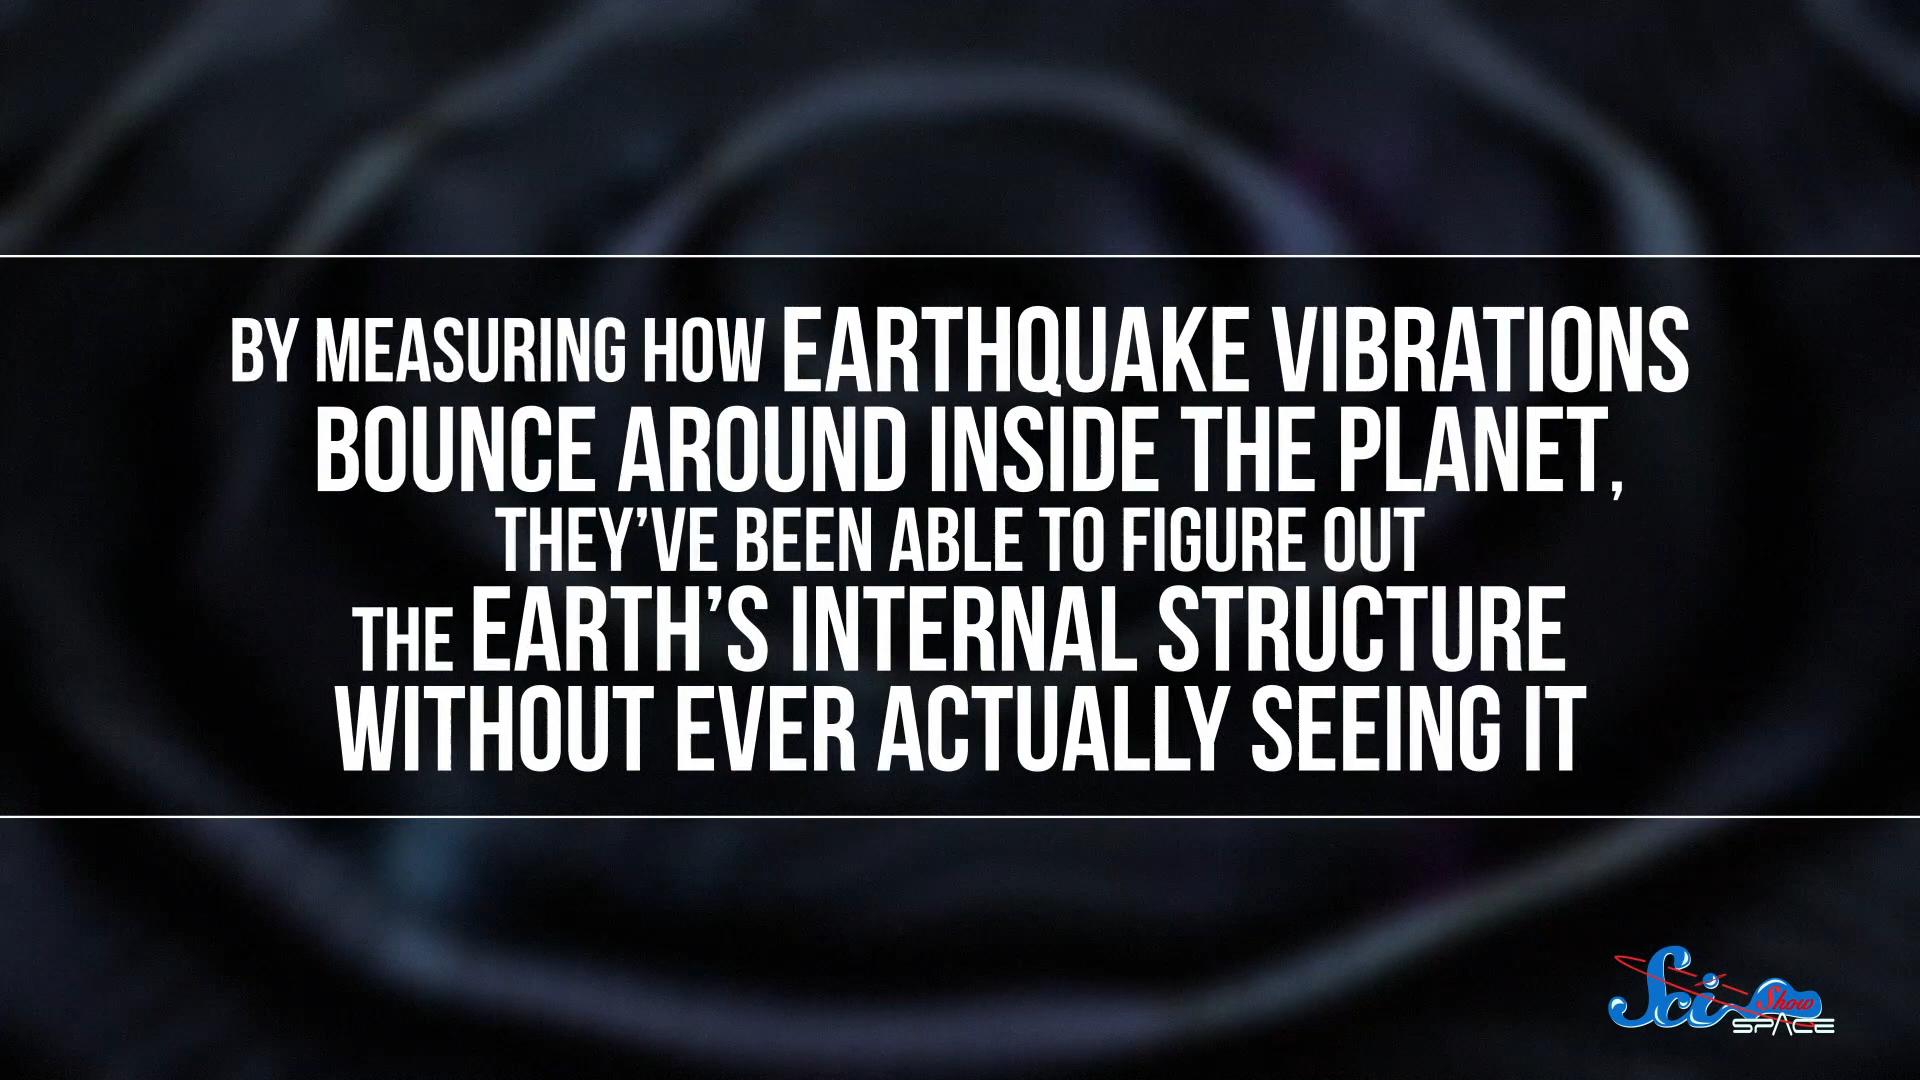 BY MEASURING HOW EARTHQUAKE VIBRATIONS
BOUNCE AROUND INSIDE THE PLANET,
THEY'VE BEEN ABLE TO FIGURE OUT
THE EARTH'S INTERNAL STRUCTURE
WITHOUT EVER ACTUALLY SEEING IT
Sci Show
SPACE